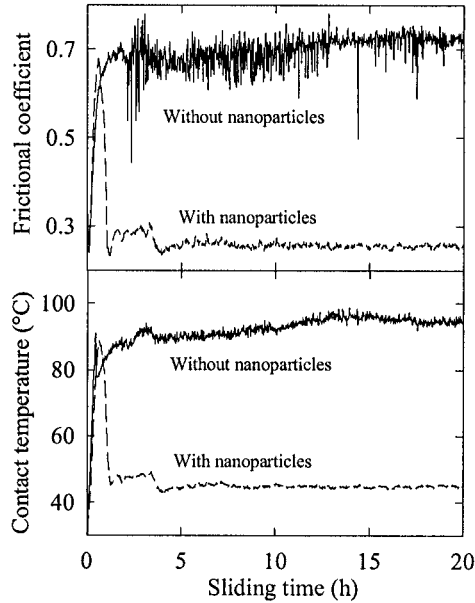 Frictional coefficient
0.7
0.5
0.3
Without nanoparticles
With nanoparticles
Contact temperature (°C)
100
80
60
40
Without nanoparticles
With nanoparticles
0
5
10
15
20
Sliding time (h)